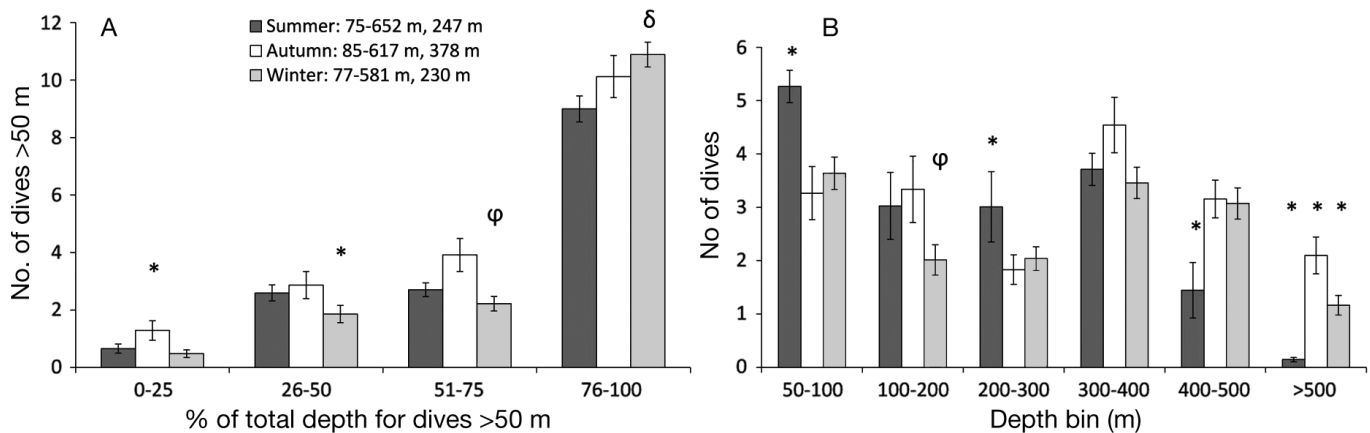 A
No. of dives >50 m
12
10
8
6
4
2
0
Summer: 75-652 m, 247 m
Autumn: 85-617 m, 378 m
Winter: 77-581 m, 230 m
*
*
φ
δ
0-25
26-50
51-75
76-100
% of total depth for dives >50 m
B
No of dives
6
5
4
3
2
1
0
*
φ
*
*
* * *
50-100
100-200
200-300
300-400
400-500
>500
Depth bin (m)